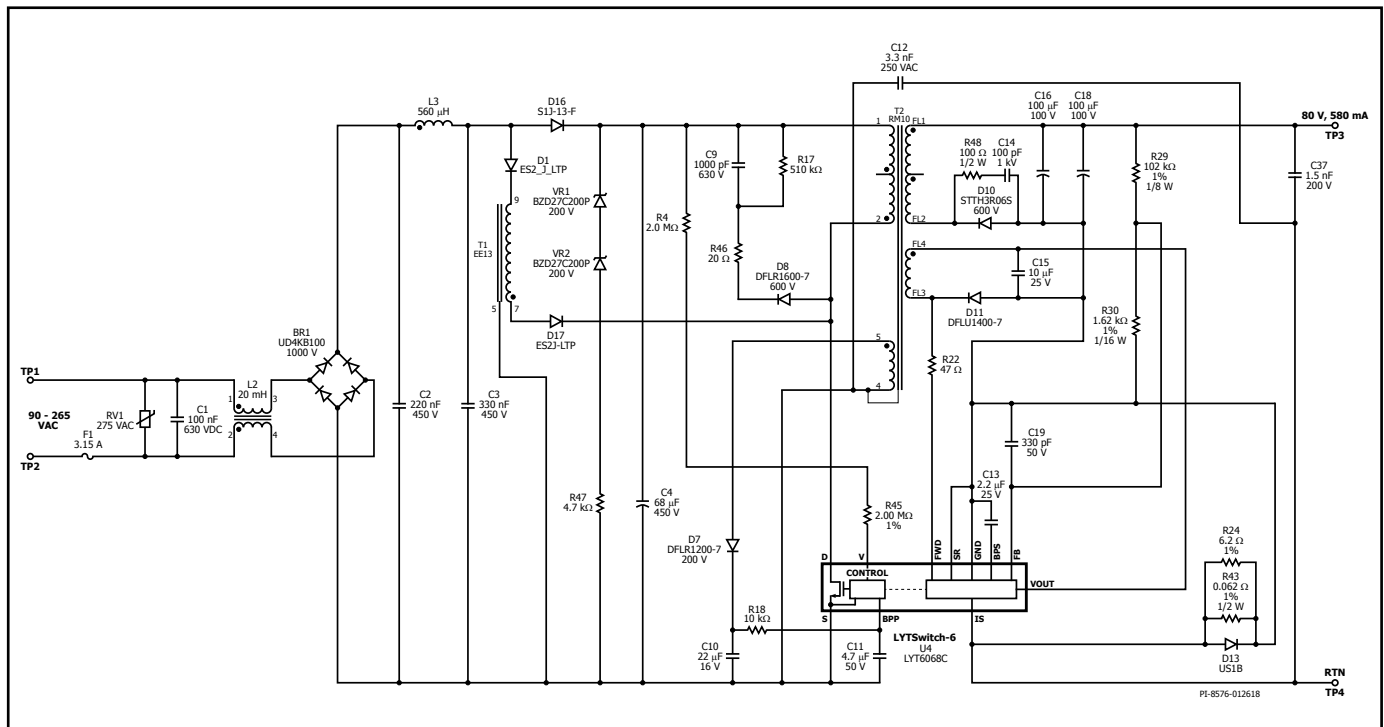 C12
3.3 nF
250 VAC
L3
560 µH
D16
S1J-13-F
T2
RM10
FL1
C16
100 µF
100 V
C18
100 µF
100 V
80 V, 580 mA
TP3
1
D1
ES2_J_LTP
C9
1000 pF
630 V
R17
510 kΩ
R48
100 Ω
1/2 W
C14
100 pF
1 kV
R29
102 kΩ
1%
1/8 W
C37
1.5 nF
200 V
9
VR1
BZD27C200P
200 V
R4
2.0 MΩ
D10
STTH3R06S
600 V
2
FL2
T1
EE13
VR2
BZD27C200P
200 V
R46
20 Ω
D8
DFLR1600-7
600 V
FL4
C15
10 µF
25 V
FL3
5
7
D17
ES2J-LTP
D11
DFLU1400-7
R30
1.62 kΩ
1%
1/16 W
BR1
UD4KB100
1000 V
5
4
R22
47 Ω
TP1
90 - 265
VAC
TP2
F1
3.15 A
RV1
275 VAC
C1
100 nF
630 VDC
L2
20 mH
1
3
2
4
C2
220 nF
450 V
C3
330 nF
450 V
C19
330 pF
50 V
C13
2.2 µF
25 V
R47
4.7 kΩ
C4
68 µF
450 V
R45
2.00 MΩ
1%
D7
DFLR1200-7
200 V
D
V
FWD
SR
GND
BPS
FB
CONTROL
VOUT
R24
6.2 Ω
1%
R43
0.062 Ω
1%
1/2 W
S
BPP
IS
R18
10 kΩ
LYTSwitch-6
U4
LYT6068C
C10
22 µF
16 V
C11
4.7 µF
50 V
D13
US1B
RTN
TP4
PI-8576-012618